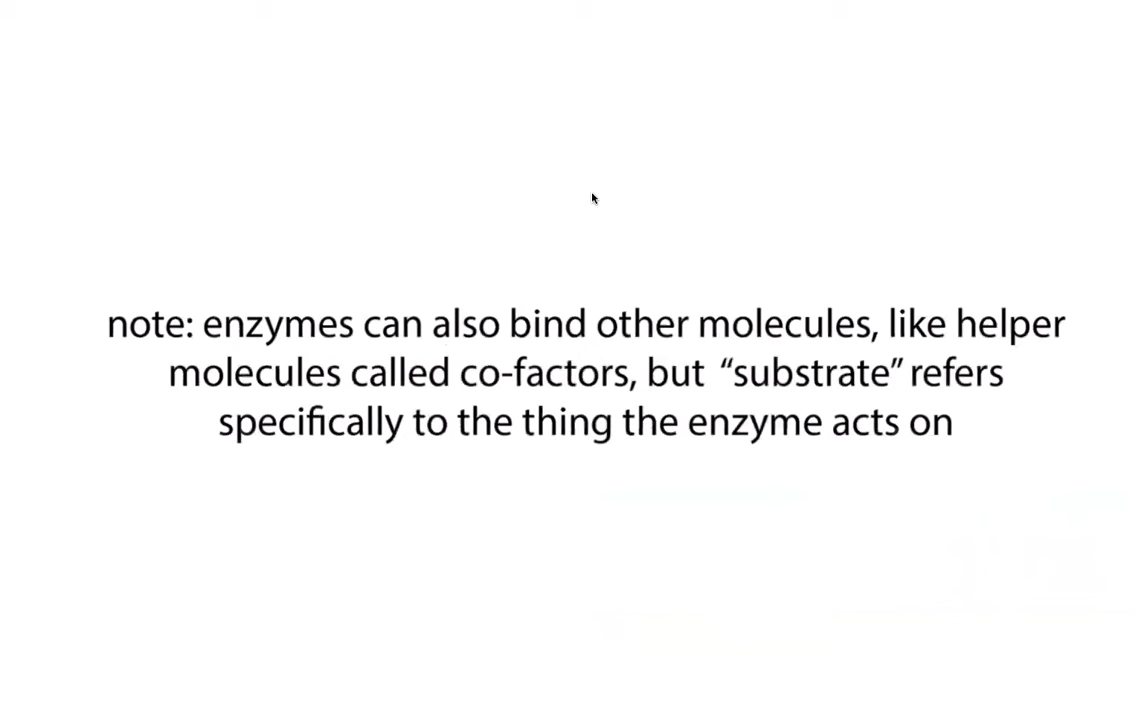 note: enzymes can also bind other molecules, like helper
molecules called co-factors, but “substrate” refers
specifically to the thing the enzyme acts on